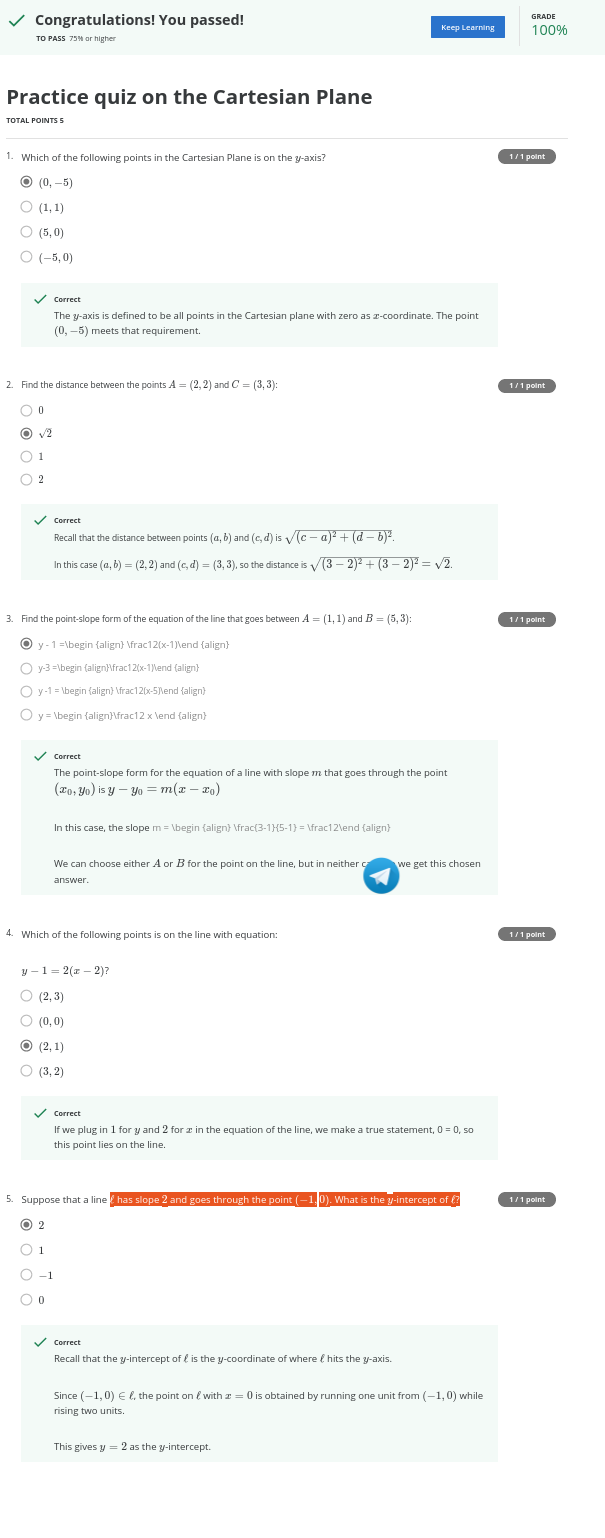 Congratulations! You passed!
TO PASS 75% or higher
Keep Learning
GRADE
100%
Practice quiz on the Cartesian Plane
TOTAL POINTS 5
1. Which of the following points in the Cartesian Plane is on the y-axis?
1 / 1 point
(0, −5)
(1, 1)
(5, 0)
(−5, 0)
Correct
The y-axis is defined to be all points in the Cartesian plane with zero as x-coordinate. The point
(0, −5) meets that requirement.
2. Find the distance between the points A = (2, 2) and C = (3, 3):
1 / 1 point
0
√2
1
2
Correct
Recall that the distance between points (a, b) and (c, d) is √((c − a)² + (d − b)²).
In this case (a, b) = (2, 2) and (c, d) = (3, 3), so the distance is √((3 − 2)² + (3 − 2)²) = √2.
3. Find the point-slope form of the equation of the line that goes between A = (1, 1) and B = (5, 3):
1 / 1 point
y - 1 =\begin {align} \frac12(x-1)\end {align}
y-3 =\begin {align}\frac12(x-1)\end {align}
y -1 = \begin {align} \frac12(x-5)\end {align}
y = \begin {align}\frac12 x \end {align}
Correct
The point-slope form for the equation of a line with slope m that goes through the point
(x₀, y₀) is y − y₀ = m(x − x₀)
In this case, the slope m = \begin {align} \frac{3-1}{5-1} = \frac12\end {align}
We can choose either A or B for the point on the line, but in neither we get this chosen
answer.
4. Which of the following points is on the line with equation:
1 / 1 point
y − 1 = 2(x − 2)?
(2, 3)
(0, 0)
(2, 1)
(3, 2)
Correct
If we plug in 1 for y and 2 for x in the equation of the line, we make a true statement, 0 = 0, so
this point lies on the line.
5. Suppose that a line ℓ has slope 2 and goes through the point (−1, 0). What is the y-intercept of ℓ?
1 / 1 point
2
1
−1
0
Correct
Recall that the y-intercept of ℓ is the y-coordinate of where ℓ hits the y-axis.
Since (−1, 0) ∈ ℓ, the point on ℓ with x = 0 is obtained by running one unit from (−1, 0) while
rising two units.
This gives y = 2 as the y-intercept.